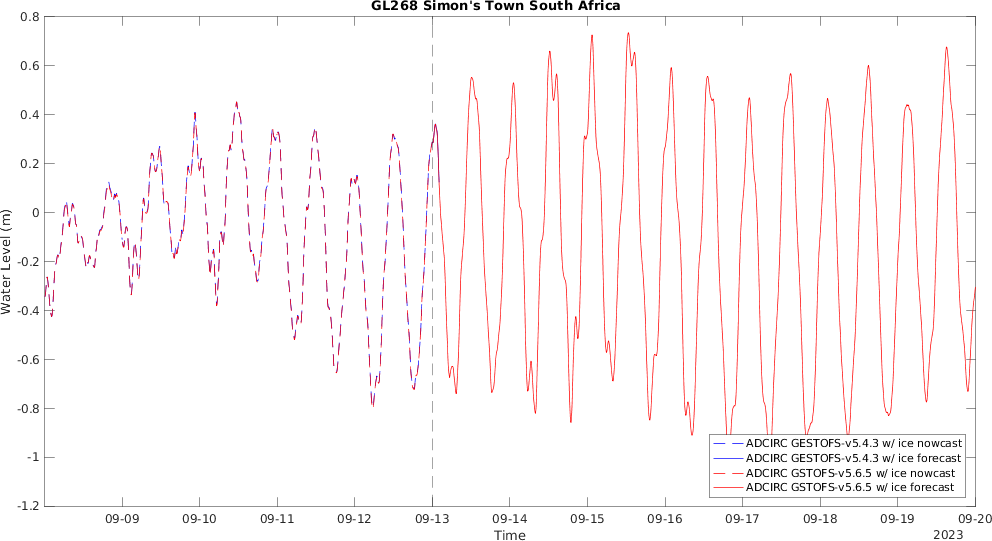 GL268 Simon's Town South Africa
0.8
0.6
0.4
0.2
0
-0.2
-0.4
-0.6
-0.8
-1
-1.2
Water Level (m)
ADCIRC GESTOFS-v5.4.3 w/ ice nowcast
ADCIRC GESTOFS-v5.4.3 w/ ice forecast
ADCIRC GSTOFS-v5.6.5 w/ ice nowcast
ADCIRC GSTOFS-v5.6.5 w/ ice forecast
09-09 09-10 09-11 09-12 09-13 09-14 09-15 09-16 09-17 09-18 09-19 09-20
Time
2023